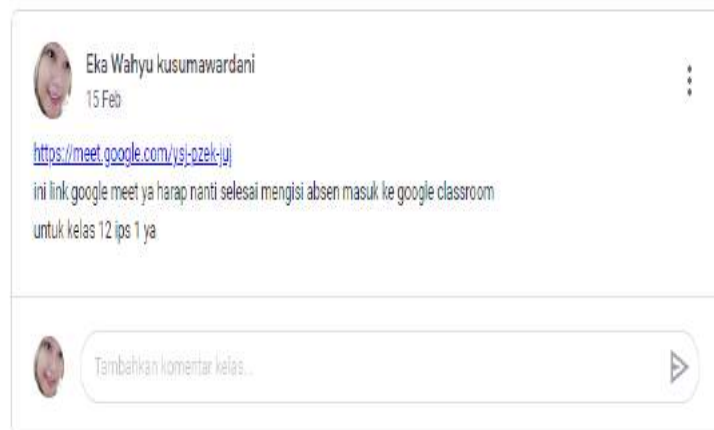 Eka Wahyu kusumawardani
15 Feb
https://meet.google.com/ysj-pzek-juj
ini link google meet ya harap nanti selesai mengisi absen masuk ke google classroom
untuk kelas 12 ips 1 ya
Tambahkan komentar kelas...